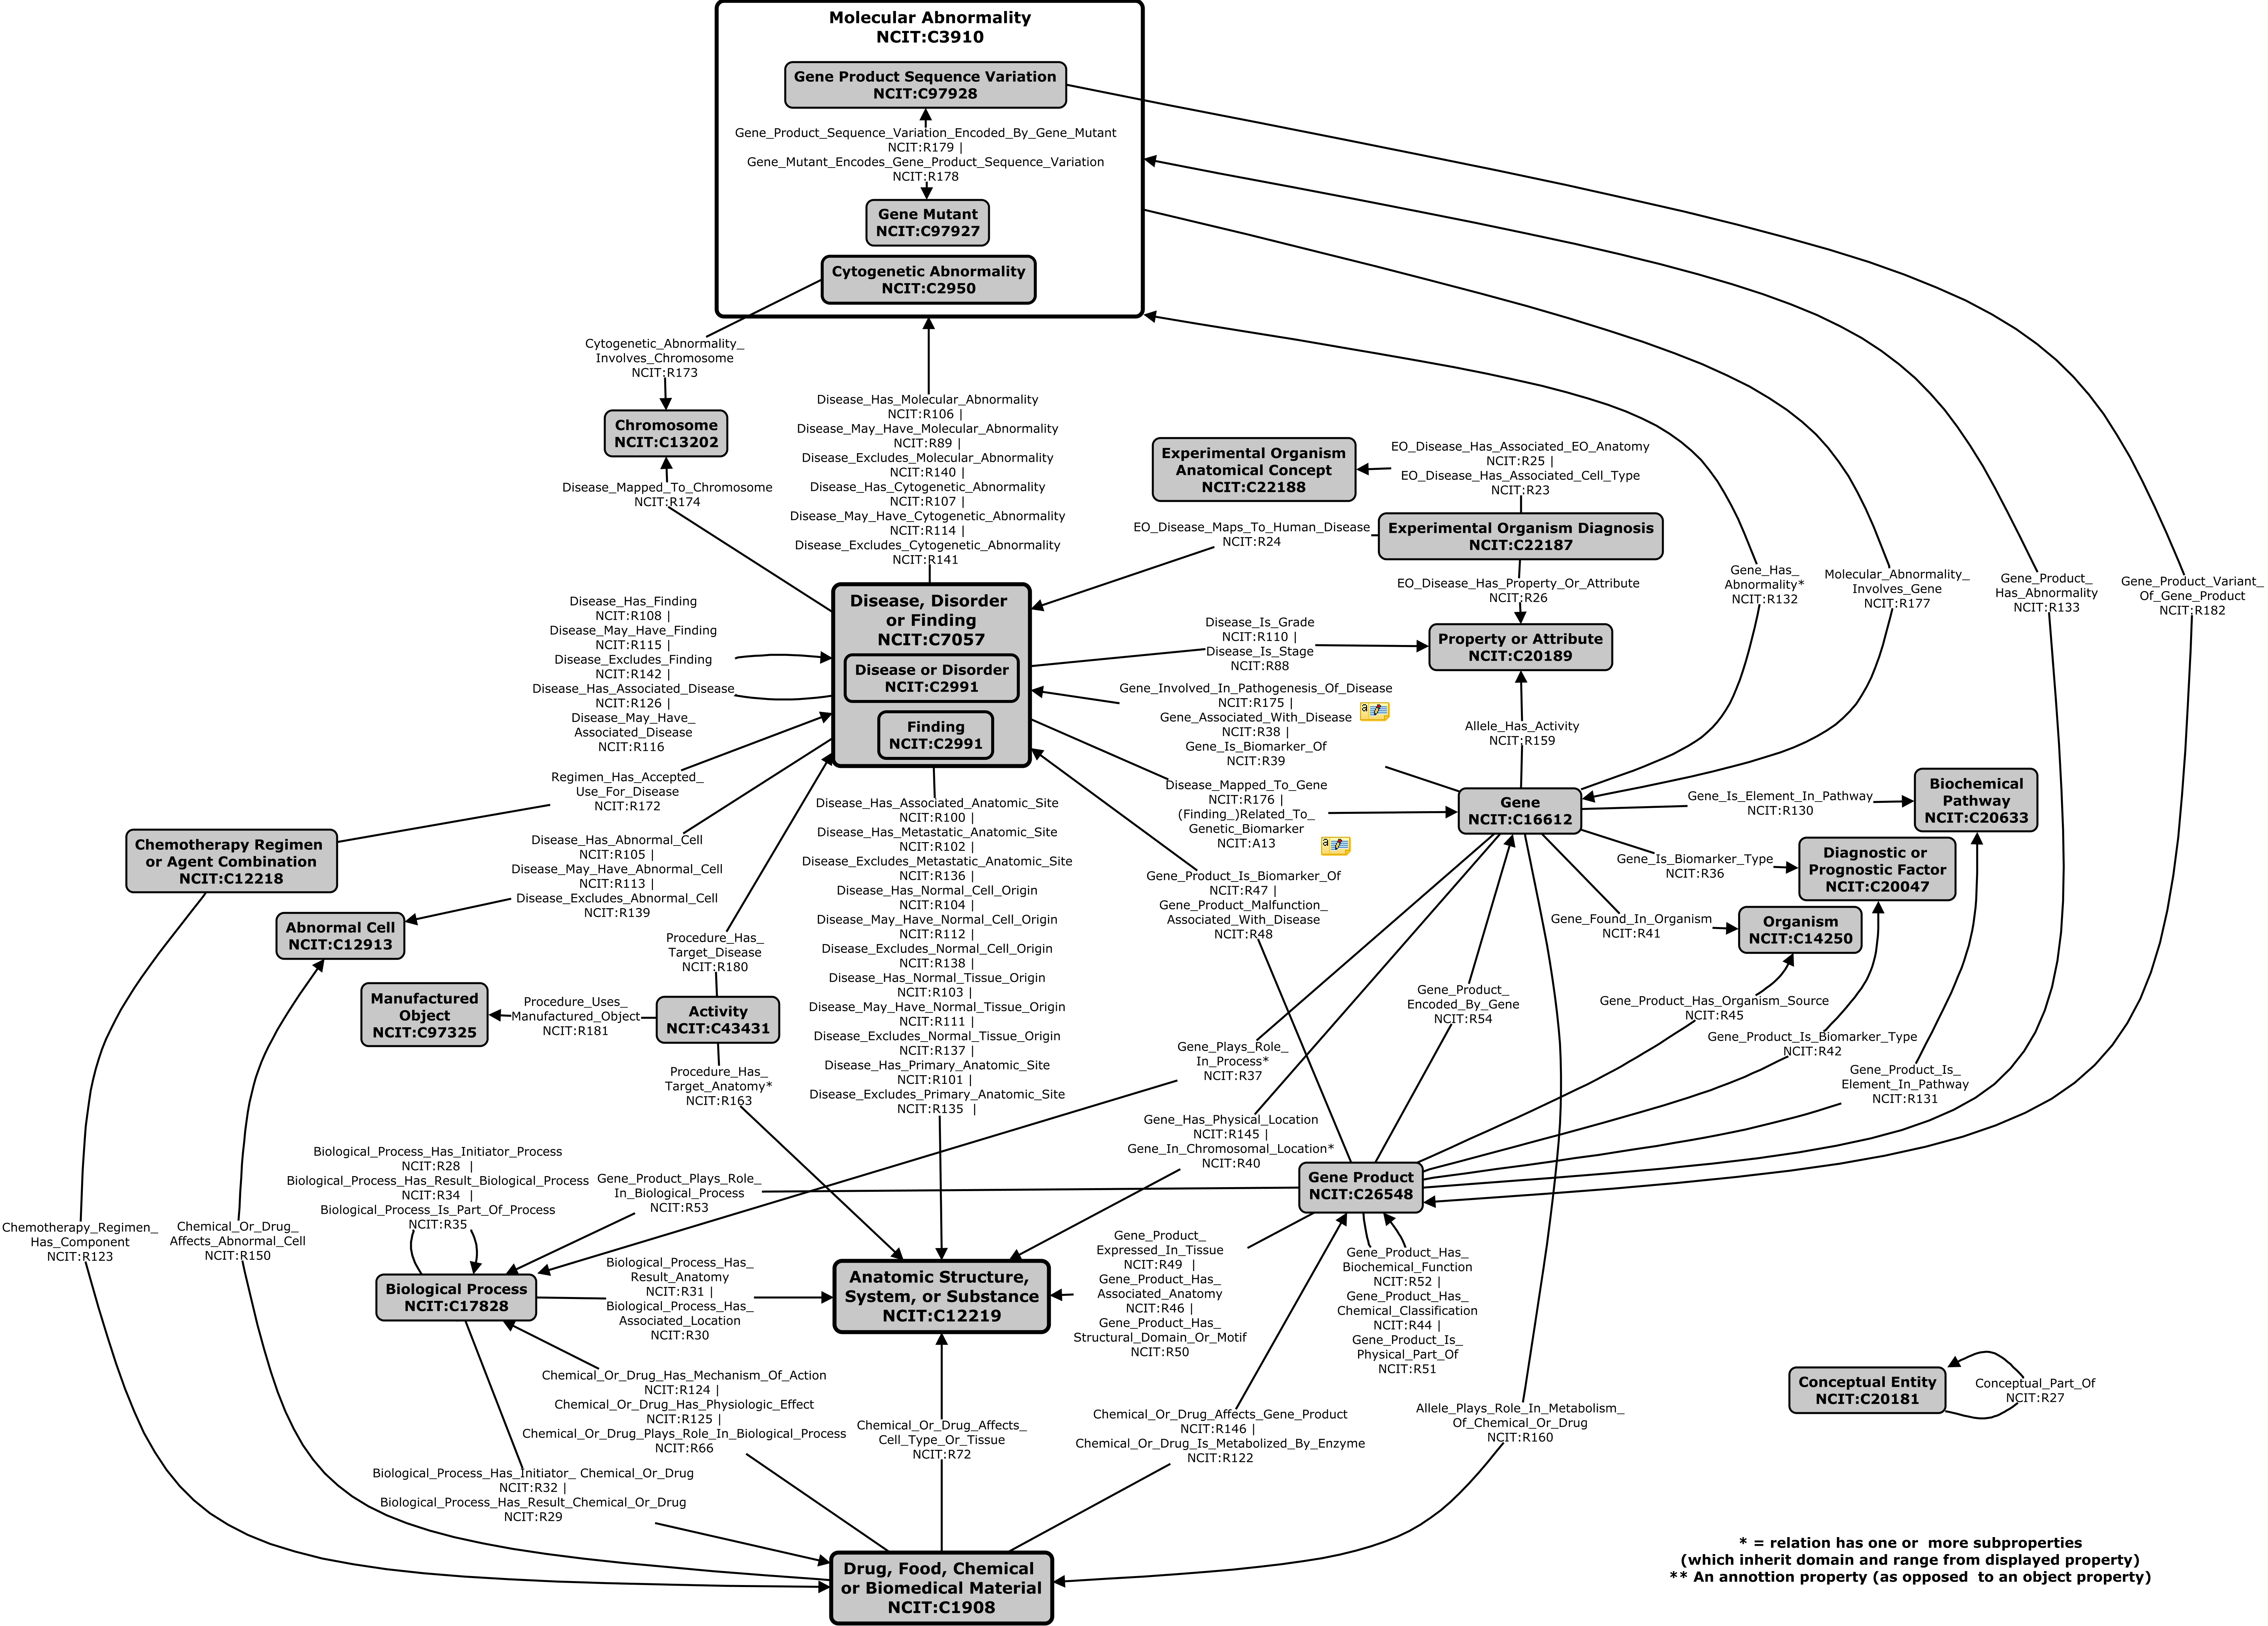 Molecular Abnormality
NCIT:C3910
Gene Product Sequence Variation
NCIT:C97928
Gene_Product_Sequence_Variation_Encoded_By_Gene_Mutant
NCIT:R179 |
Gene_Mutant_Encodes_Gene_Product_Sequence_Variation
NCIT:R178
Gene Mutant
NCIT:C97927
Cytogenetic Abnormality
NCIT:C2950
Cytogenetic_Abnormality_
Involves_Chromosome
NCIT:R173
Chromosome
NCIT:C13202
Disease_Mapped_To_Chromosome
NCIT:R174
Disease_Has_Molecular_Abnormality
NCIT:R106 |
Disease_May_Have_Molecular_Abnormality
NCIT:R89 |
Disease_Excludes_Molecular_Abnormality
NCIT:R140 |
Disease_Has_Cytogenetic_Abnormality
NCIT:R107 |
Disease_May_Have_Cytogenetic_Abnormality
NCIT:R114 |
Disease_Excludes_Cytogenetic_Abnormality
NCIT:R141
Experimental Organism
Anatomical Concept
NCIT:C22188
EO_Disease_Has_Associated_EO_Anatomy
NCIT:R25 |
EO_Disease_Has_Associated_Cell_Type
NCIT:R23
EO_Disease_Maps_To_Human_Disease
NCIT:R24
Experimental Organism Diagnosis
NCIT:C22187
EO_Disease_Has_Property_Or_Attribute
NCIT:R26
Gene_Has_
Abnormality*
NCIT:R132
Molecular_Abnormality_
Involves_Gene
NCIT:R177
Gene_Product_
Has_Abnormality
NCIT:R133
Gene_Product_Variant_
Of_Gene_Product
NCIT:R182
Disease_Has_Finding
NCIT:R108 |
Disease_May_Have_Finding
NCIT:R115 |
Disease_Excludes_Finding
NCIT:R142 |
Disease_Has_Associated_Disease
NCIT:R126 |
Disease_May_Have_
Associated_Disease
NCIT:R116
Disease, Disorder
or Finding
NCIT:C7057
Disease or Disorder
NCIT:C2991
Finding
NCIT:C2991
Disease_Is_Grade
NCIT:R110 |
Disease_Is_Stage
NCIT:R88
Property or Attribute
NCIT:C20189
Gene_Involved_In_Pathogenesis_Of_Disease
NCIT:R175 |
Gene_Associated_With_Disease
NCIT:R38 |
Gene_Is_Biomarker_Of
NCIT:R39
a
Allele_Has_Activity
NCIT:R159
Regimen_Has_Accepted_
Use_For_Disease
NCIT:R172
Disease_Mapped_To_Gene
NCIT:R176 |
(Finding_)Related_To_
Genetic_Biomarker
NCIT:A13
a
Gene
NCIT:C16612
Gene_Is_Element_In_Pathway
NCIT:R130
Biochemical
Pathway
NCIT:C20633
Chemotherapy Regimen
or Agent Combination
NCIT:C12218
Disease_Has_Abnormal_Cell
NCIT:R105 |
Disease_May_Have_Abnormal_Cell
NCIT:R113 |
Disease_Excludes_Abnormal_Cell
NCIT:R139
Disease_Has_Associated_Anatomic_Site
NCIT:R100 |
Disease_Has_Metastatic_Anatomic_Site
NCIT:R102 |
Disease_Excludes_Metastatic_Anatomic_Site
NCIT:R136 |
Disease_Has_Normal_Cell_Origin
NCIT:R104 |
Disease_May_Have_Normal_Cell_Origin
NCIT:R112 |
Disease_Excludes_Normal_Cell_Origin
NCIT:R138 |
Disease_Has_Normal_Tissue_Origin
NCIT:R103 |
Disease_May_Have_Normal_Tissue_Origin
NCIT:R111 |
Disease_Excludes_Normal_Tissue_Origin
NCIT:R137 |
Disease_Has_Primary_Anatomic_Site
NCIT:R101 |
Disease_Excludes_Primary_Anatomic_Site
NCIT:R135 |
Gene_Product_Is_Biomarker_Of
NCIT:R47 |
Gene_Product_Malfunction_
Associated_With_Disease
NCIT:R48
Gene_Is_Biomarker_Type
NCIT:R36
Diagnostic or
Prognostic Factor
NCIT:C20047
Gene_Found_In_Organism
NCIT:R41
Organism
NCIT:C14250
Abnormal Cell
NCIT:C12913
Procedure_Has_
Target_Disease
NCIT:R180
Manufactured
Object
NCIT:C97325
Procedure_Uses_
Manufactured_Object
NCIT:R181
Activity
NCIT:C43431
Procedure_Has_
Target_Anatomy*
NCIT:R163
Gene_Product_
Encoded_By_Gene
NCIT:R54
Gene_Product_Has_Organism_Source
NCIT:R45
Gene_Product_Is_Biomarker_Type
NCIT:R42
Gene_Product_Is_
Element_In_Pathway
NCIT:R131
Gene_Plays_Role_
In_Process*
NCIT:R37
Gene_Has_Physical_Location
NCIT:R145 |
Gene_In_Chromosomal_Location*
NCIT:R40
Biological_Process_Has_Initiator_Process
NCIT:R28 |
Biological_Process_Has_Result_Biological_Process
NCIT:R34 |
Biological_Process_Is_Part_Of_Process
NCIT:R35
Gene_Product_Plays_Role_
In_Biological_Process
NCIT:R53
Gene Product
NCIT:C26548
Chemotherapy_Regimen_
Has_Component
NCIT:R123
Chemical_Or_Drug_
Affects_Abnormal_Cell
NCIT:R150
Biological Process
NCIT:C17828
Biological_Process_Has_
Result_Anatomy
NCIT:R31 |
Biological_Process_Has_
Associated_Location
NCIT:R30
Anatomic Structure,
System, or Substance
NCIT:C12219
Gene_Product_
Expressed_In_Tissue
NCIT:R49 |
Gene_Product_Has_
Associated_Anatomy
NCIT:R46 |
Gene_Product_Has_
Structural_Domain_Or_Motif
NCIT:R50
Gene_Product_Has_
Biochemical_Function
NCIT:R52 |
Gene_Product_Has_
Chemical_Classification
NCIT:R44 |
Gene_Product_Is_
Physical_Part_Of
NCIT:R51
Chemical_Or_Drug_Has_Mechanism_Of_Action
NCIT:R124 |
Chemical_Or_Drug_Has_Physiologic_Effect
NCIT:R125 |
Chemical_Or_Drug_Plays_Role_In_Biological_Process
NCIT:R66
Chemical_Or_Drug_Affects_
Cell_Type_Or_Tissue
NCIT:R72
Chemical_Or_Drug_Affects_Gene_Product
NCIT:R146 |
Chemical_Or_Drug_Is_Metabolized_By_Enzyme
NCIT:R122
Allele_Plays_Role_In_Metabolism_
Of_Chemical_Or_Drug
NCIT:R160
Conceptual Entity
NCIT:C20181
Conceptual_Part_Of
NCIT:R27
Biological_Process_Has_Initiator_ Chemical_Or_Drug
NCIT:R32 |
Biological_Process_Has_Result_Chemical_Or_Drug
NCIT:R29
Drug, Food, Chemical
or Biomedical Material
NCIT:C1908
* = relation has one or more subproperties
(which inherit domain and range from displayed property)
** An annottion property (as opposed to an object property)